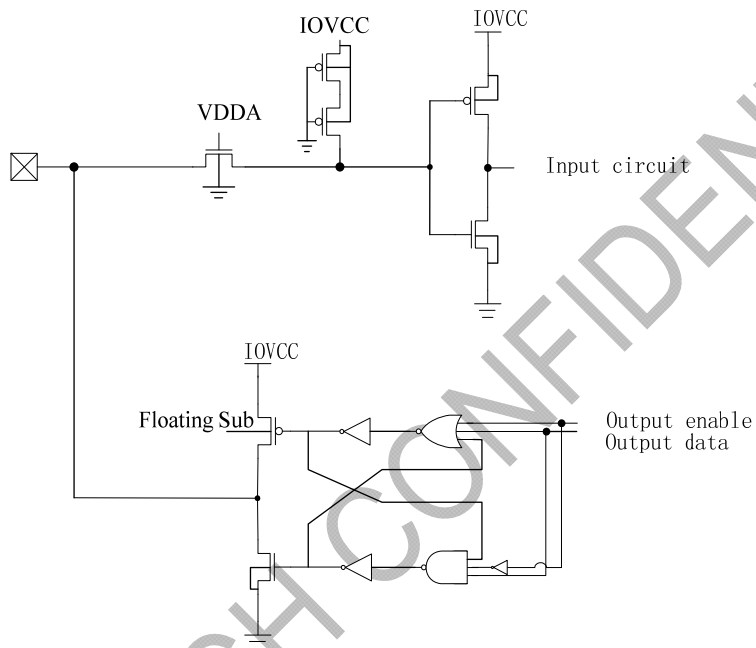 IOVCC
IOVCC
VDDA
Input circuit
IOVCC
Floating Sub
Output enable
Output data
CONFIDEN